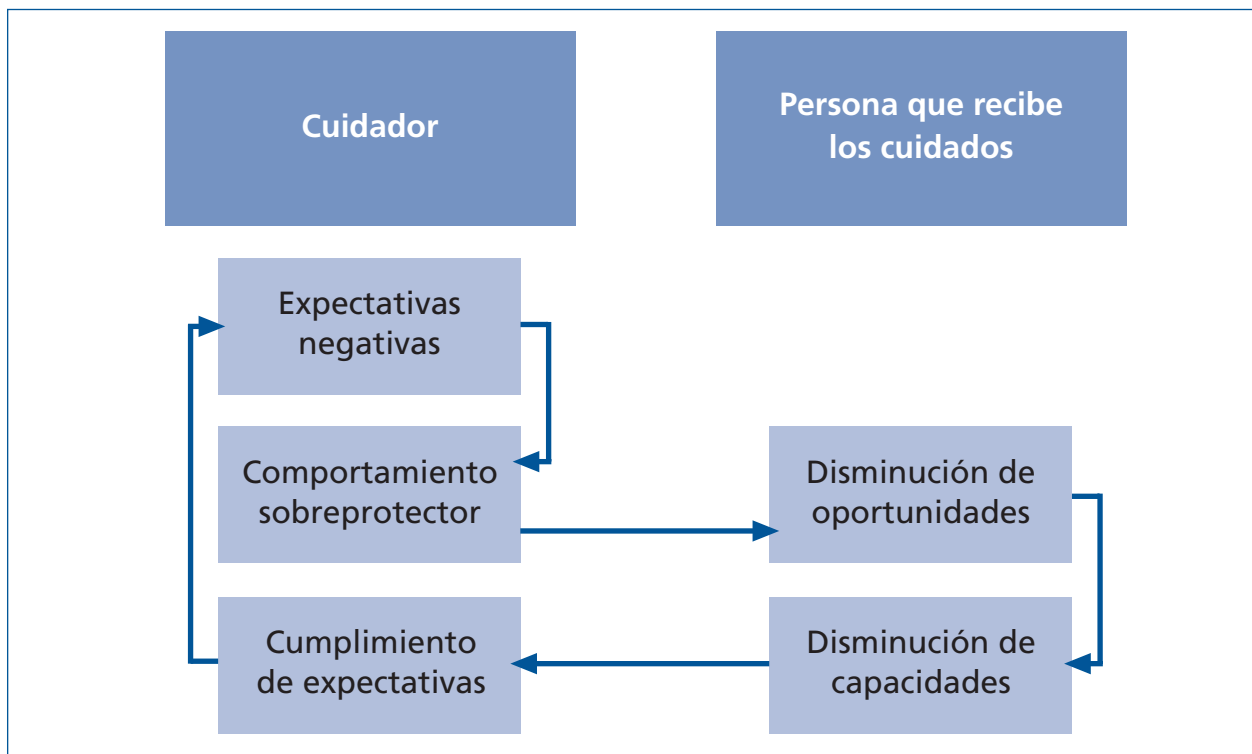 Cuidador
Persona que recibe
los cuidados
Expectativas
negativas
Comportamiento
sobreprotector
Disminución de
oportunidades
Cumplimiento
de expectativas
Disminución de
capacidades